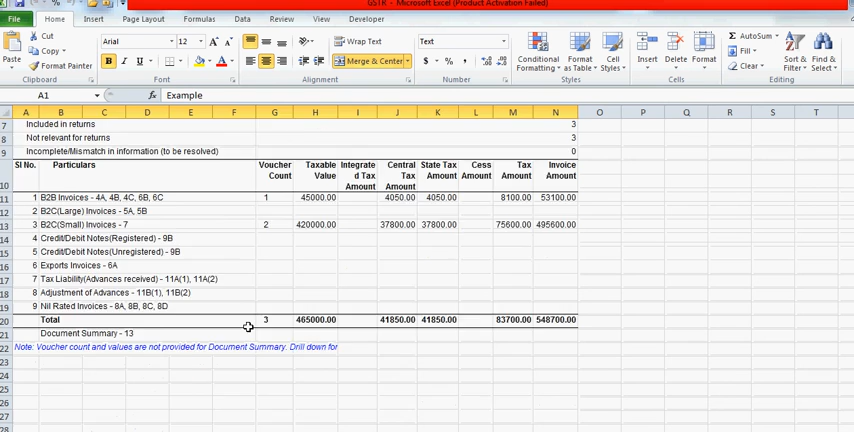 GSTR - Microsoft Excel (Product Activation Failed)
File Home Insert Page Layout Formulas Data Review View Developer
Cut
Copy
Format Painter
Paste
Clipboard
Arial 12
B I U
Font
Wrap Text
Merge & Center
Alignment
Text
$ % ,
Number
Conditional Formatting
Format as Table
Cell Styles
Styles
Insert Delete Format
Cells
Σ AutoSum
Fill
Clear
Sort & Filter
Find & Select
Editing
A1 fx Example
A B C D E F G H I J K L M N O P Q R S T
7 Included in returns 3
8 Not relevant for returns 3
9 Incomplete/Mismatch in information (to be resolved) 0
10 Sl No. Particulars Voucher Count Taxable Value Integrate d Tax Amount Central Tax Amount State Tax Amount Cess Amount Tax Amount Invoice Amount
11 1 B2B Invoices - 4A, 4B, 4C, 6B, 6C 1 45000.00 4050.00 4050.00 8100.00 53100.00
12 2 B2C(Large) Invoices - 5A, 5B
13 3 B2C(Small) Invoices - 7 2 420000.00 37800.00 37800.00 75600.00 495600.00
14 4 Credit/Debit Notes(Registered) - 9B
15 5 Credit/Debit Notes(Unregistered) - 9B
16 6 Exports Invoices - 6A
17 7 Tax Liability(Advances received) - 11A(1), 11A(2)
18 8 Adjustment of Advances - 11B(1), 11B(2)
19 9 Nil Rated Invoices - 8A, 8B, 8C, 8D
20 Total 3 465000.00 41850.00 41850.00 83700.00 548700.00
21 Document Summary - 13
22 Note: Voucher count and values are not provided for Document Summary. Drill down for
23
24
25
26
27
28